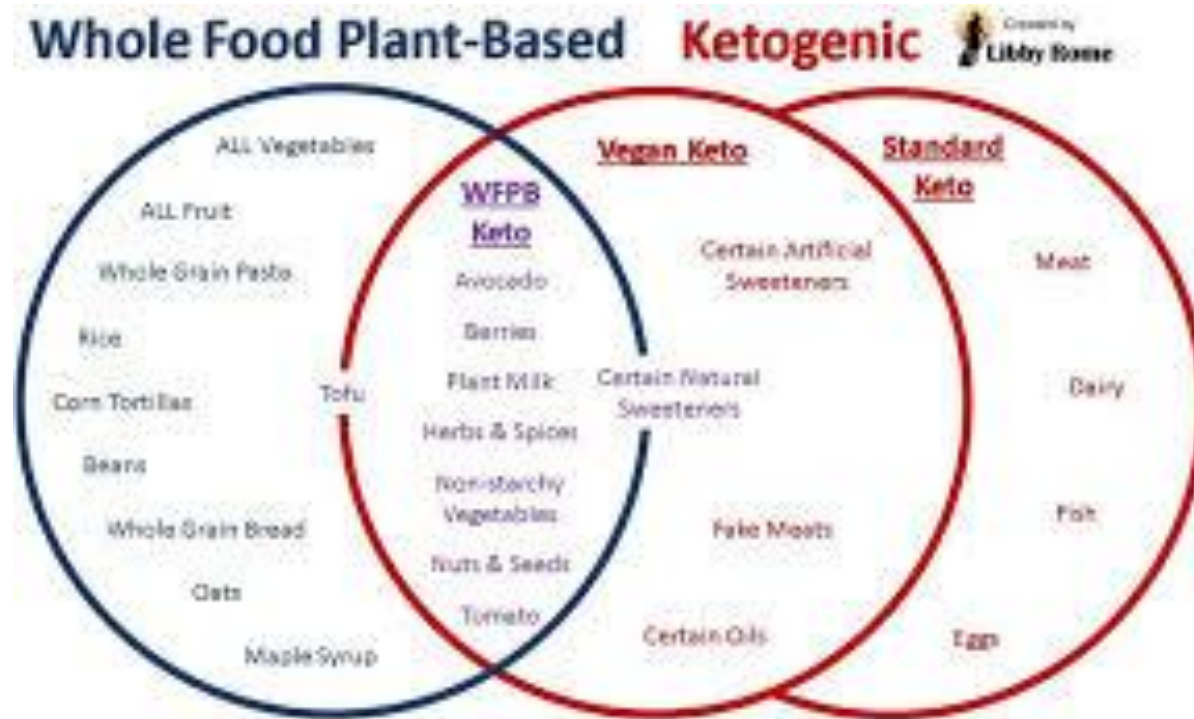 Whole Food Plant-Based Ketogenic
Created by
Libby Rome
ALL Vegetables
ALL Fruit
Whole Grain Pasta
Rice
Corn Tortillas
Beans
Whole Grain Bread
Oats
Maple Syrup
Tofu
WFPB
Keto
Avocado
Berries
Plant Milk
Herbs & Spices
Non-starchy
Vegetables
Nuts & Seeds
Tomato
Certain Natural
Sweeteners
Vegan Keto
Certain Artificial
Sweeteners
Fake Meats
Certain Oils
Standard
Keto
Meat
Dairy
Fish
Eggs